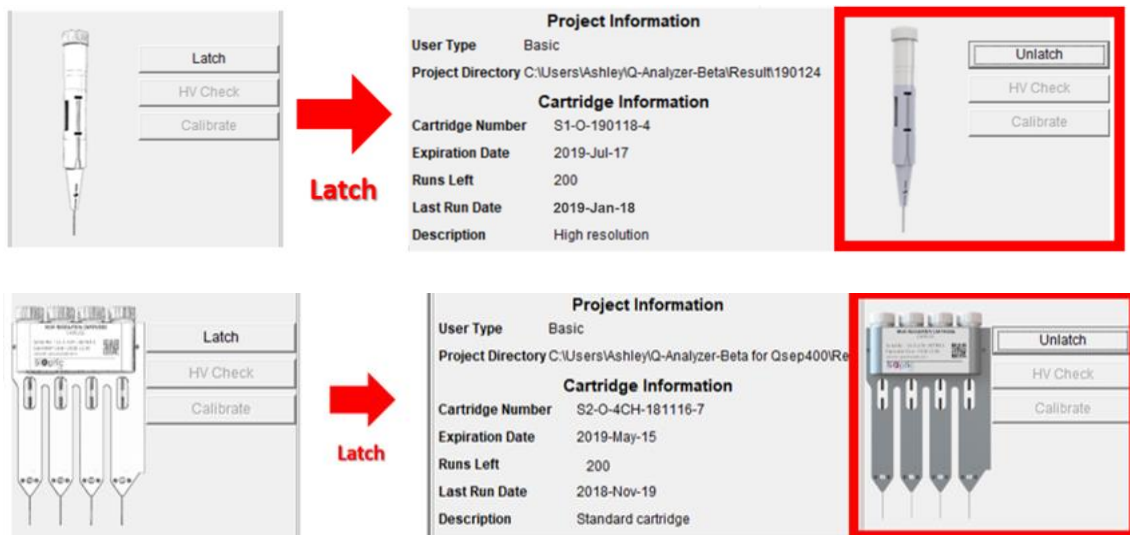 Latch
HV Check
Calibrate
Latch
Project Information
User Type Basic
Project Directory C:\Users\Ashley\Q-Analyzer-Beta\Result\190124
Cartridge Information
Cartridge Number S1-O-190118-4
Expiration Date 2019-Jul-17
Runs Left 200
Last Run Date 2019-Jan-18
Description High resolution
Unlatch
HV Check
Calibrate
Latch
HV Check
Calibrate
Latch
Project Information
User Type Basic
Project Directory C:\Users\Ashley\Q-Analyzer-Beta for Qsep400\Re
Cartridge Information
Cartridge Number S2-O-4CH-181116-7
Expiration Date 2019-May-15
Runs Left 200
Last Run Date 2018-Nov-19
Description Standard cartridge
Unlatch
HV Check
Calibrate